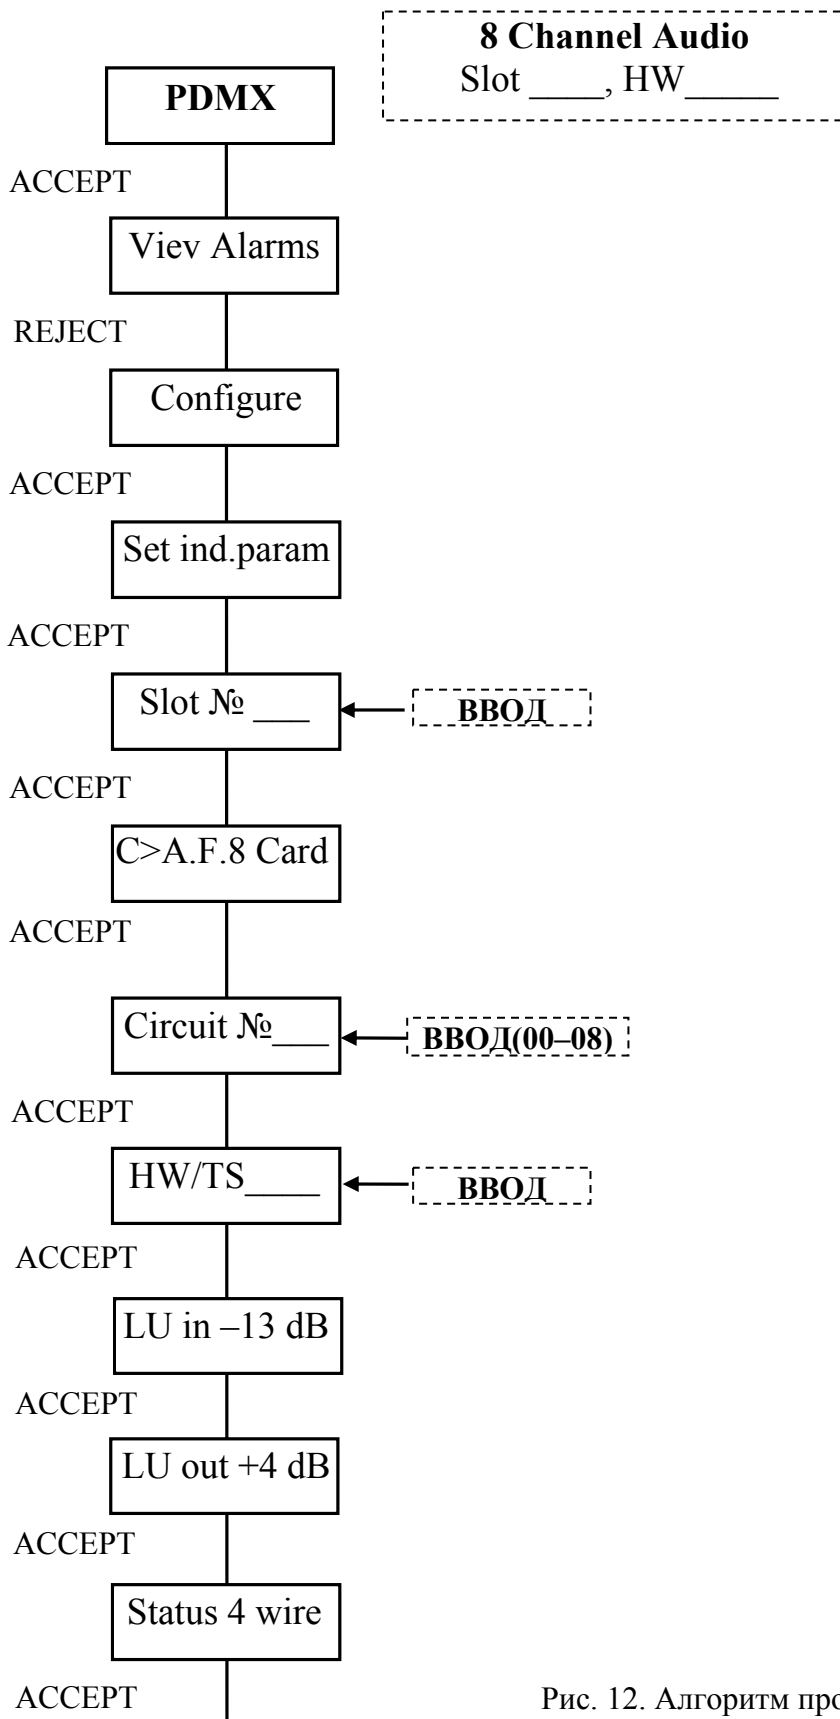 8 Channel Audio
Slot ____, HW_____
PDMX
ACCEPT
Viev Alarms
REJECT
Configure
ACCEPT
Set ind.param
ACCEPT
Slot № ___
ВВОД
ACCEPT
C>A.F.8 Card
ACCEPT
Circuit №___
ВВОД(00–08)
ACCEPT
HW/TS____
ВВОД
ACCEPT
LU in –13 dB
ACCEPT
LU out +4 dB
ACCEPT
Status 4 wire
ACCEPT
Рис. 12. Алгоритм про